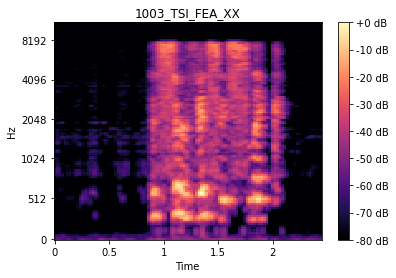 1003_TSI_FEA_XX
8192
4096
2048
1024
512
0
Hz
0
0.5
1
1.5
2
Time
+0 dB
-10 dB
-20 dB
-30 dB
-40 dB
-50 dB
-60 dB
-70 dB
-80 dB